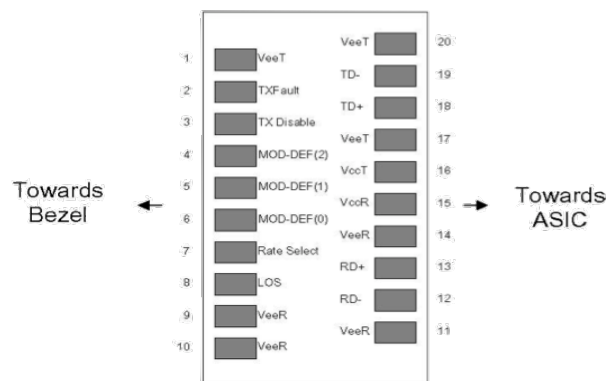 VeeT 20
1 VeeT
TD- 19
2 TXFault
TD+ 18
3 TX Disable
VeeT 17
4 MOD-DEF(2)
VccT 16
5 MOD-DEF(1)
Towards
Bezel
VccR 15
Towards
ASIC
6 MOD-DEF(0)
VeeR 14
7 Rate Select
RD+ 13
8 LOS
RD- 12
9 VeeR
VeeR 11
10 VeeR